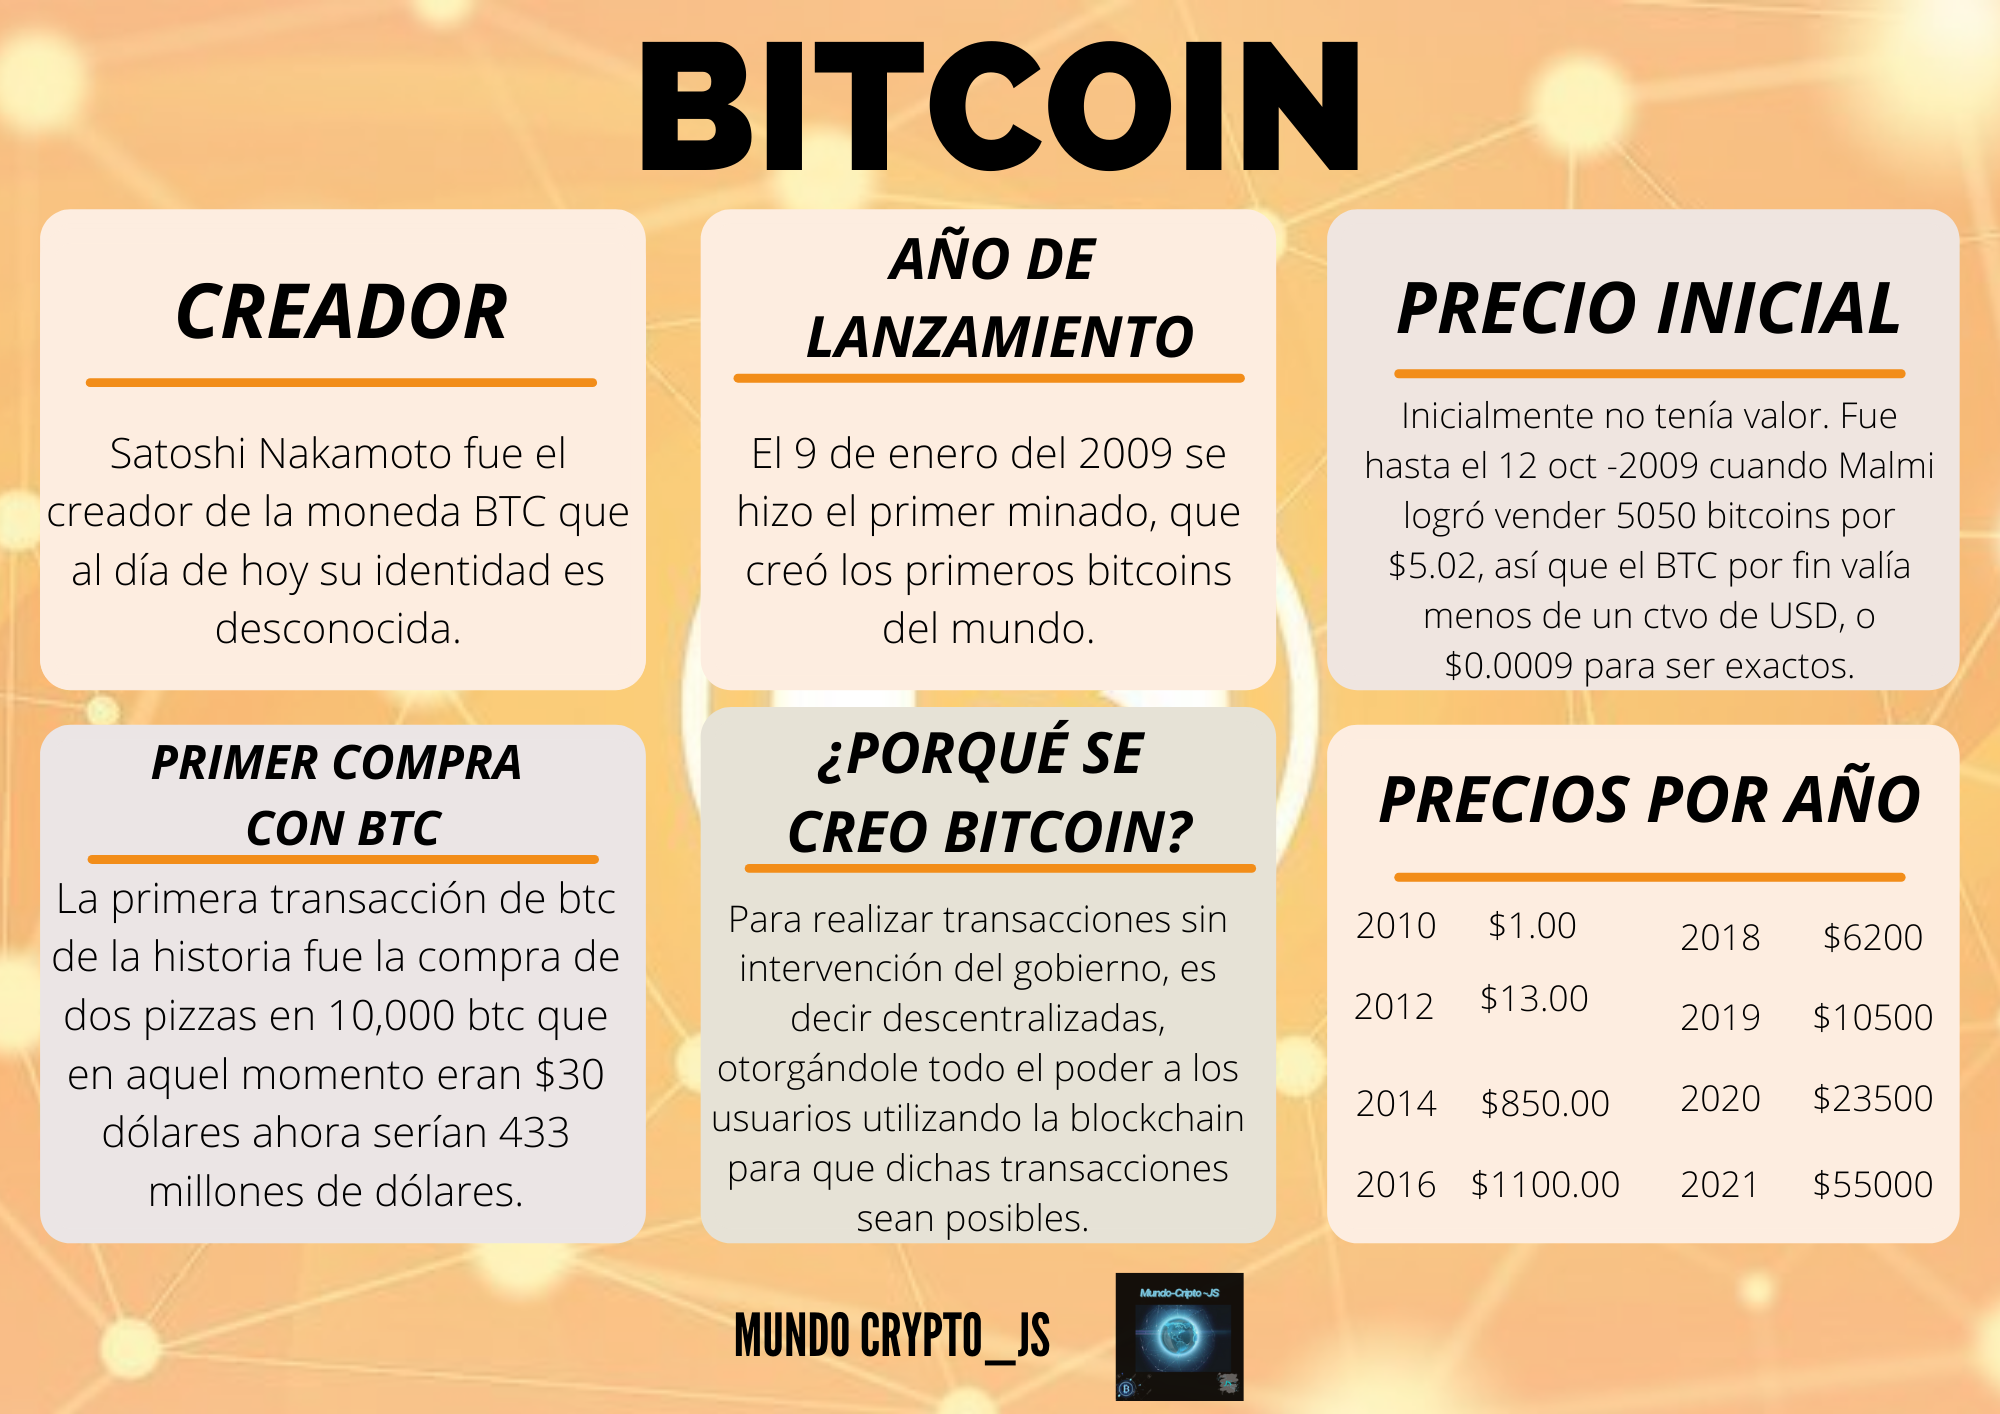 BITCOIN
CREADOR
Satoshi Nakamoto fue el
creador de la moneda BTC que
al día de hoy su identidad es
desconocida.
AÑO DE
LANZAMIENTO
El 9 de enero del 2009 se
hizo el primer minado, que
creó los primeros bitcoins
del mundo.
PRECIO INICIAL
Inicialmente no tenía valor. Fue
hasta el 12 oct -2009 cuando Malmi
logró vender 5050 bitcoins por
$5.02, así que el BTC por fin valía
menos de un ctvo de USD, o
$0.0009 para ser exactos.
PRIMER COMPRA
CON BTC
La primera transacción de btc
de la historia fue la compra de
dos pizzas en 10,000 btc que
en aquel momento eran $30
dólares ahora serían 433
millones de dólares.
¿PORQUÉ SE
CREO BITCOIN?
Para realizar transacciones sin
intervención del gobierno, es
decir descentralizadas,
otorgándole todo el poder a los
usuarios utilizando la blockchain
para que dichas transacciones
sean posibles.
PRECIOS POR AÑO
2010 $1.00 2018 $6200
2012 $13.00 2019 $10500
2014 $850.00 2020 $23500
2016 $1100.00 2021 $55000
MUNDO CRYPTO_JS
Mundo-Cripto -JS